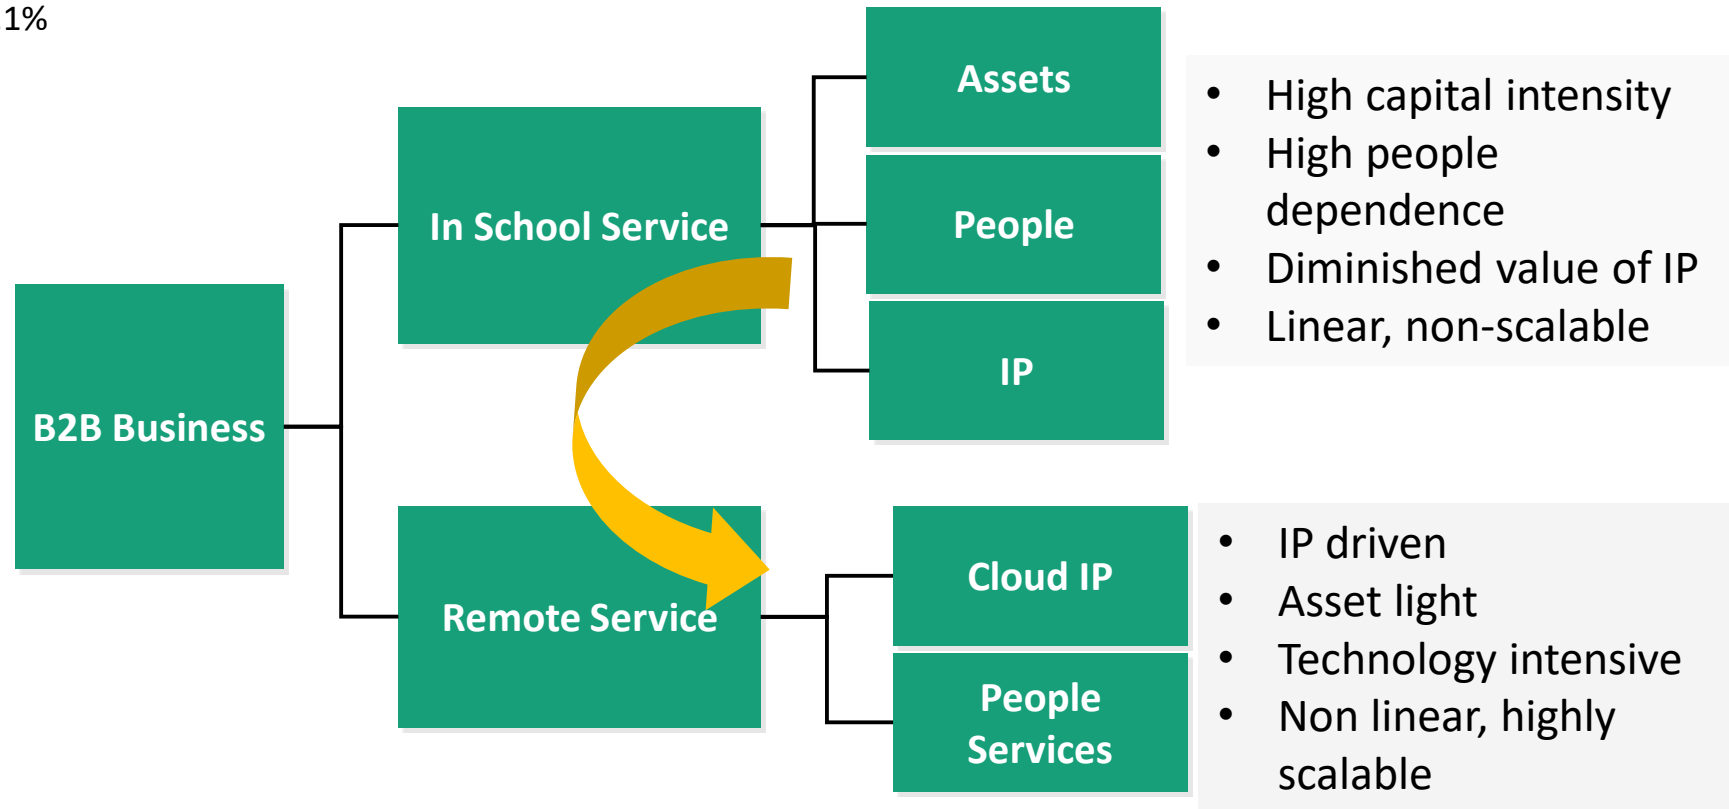 1%
B2B Business
In School Service
Assets
People
IP
• High capital intensity
• High people
dependence
• Diminished value of IP
• Linear, non-scalable
Remote Service
Cloud IP
People
Services
• IP driven
• Asset light
• Technology intensive
• Non linear, highly
scalable